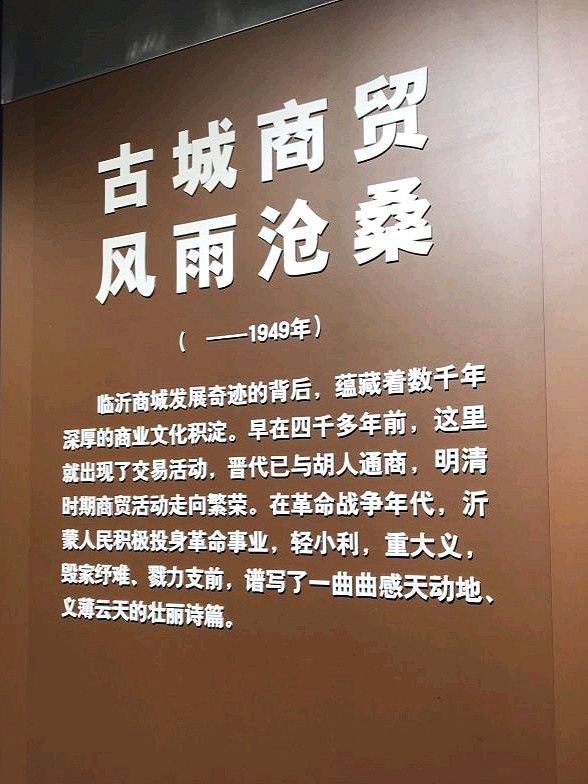 古城商贸
风雨沧桑
( ——1949年)
临沂商城发展奇迹的背后，蕴藏着数千年
深厚的商业文化积淀。早在四千多年前，这里
就出现了交易活动，晋代已与胡人通商，明清
时期商贸活动走向繁荣。在革命战争年代，沂
蒙人民积极投身革命事业，轻小利，重大义，
毁家纾难、戮力支前，谱写了一曲曲感天动地、
义薄云天的壮丽诗篇。